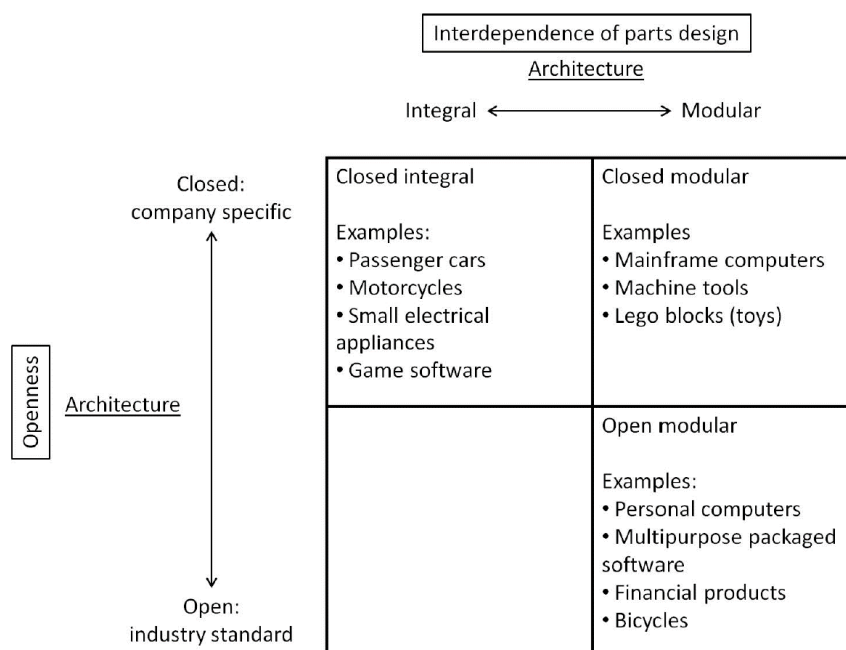 Interdependence of parts design
Architecture
Integral
Modular
Closed:
company specific
Closed integral
Examples:
• Passenger cars
• Motorcycles
• Small electrical
appliances
• Game software
Closed modular
Examples
• Mainframe computers
• Machine tools
• Lego blocks (toys)
Openness
Architecture
Open modular
Examples:
• Personal computers
• Multipurpose packaged
software
• Financial products
• Bicycles
Open:
industry standard